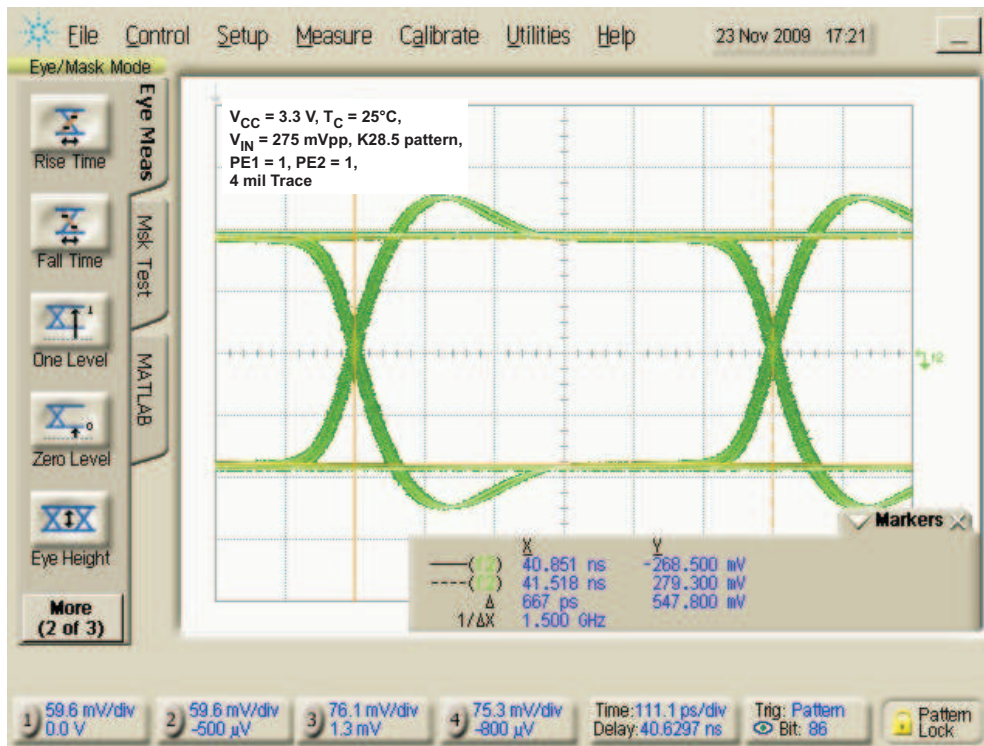 File Control Setup Measure Calibrate Utilities Help 23 Nov 2009 17:21
Eye/Mask Mode
Eye Meas
Msk Test
MATLAB
Rise Time
Fall Time
One Level
Zero Level
Eye Height
More
(2 of 3)
VCC = 3.3 V, TC = 25°C,
VIN = 275 mVpp, K28.5 pattern,
PE1 = 1, PE2 = 1,
4 mil Trace
Markers
X Y
——(f2) 40.851 ns -268.500 mV
----(f2) 41.518 ns 279.300 mV
Δ 667 ps 547.800 mV
1/ΔX 1.500 GHz
1) 59.6 mV/div
0.0 V
2) 59.6 mV/div
-500 µV
3) 76.1 mV/div
1.3 mV
4) 75.3 mV/div
-800 µV
Time:111.1 ps/div
Delay:40.6297 ns
Trig: Pattern
Bit: 86
Pattern
Lock